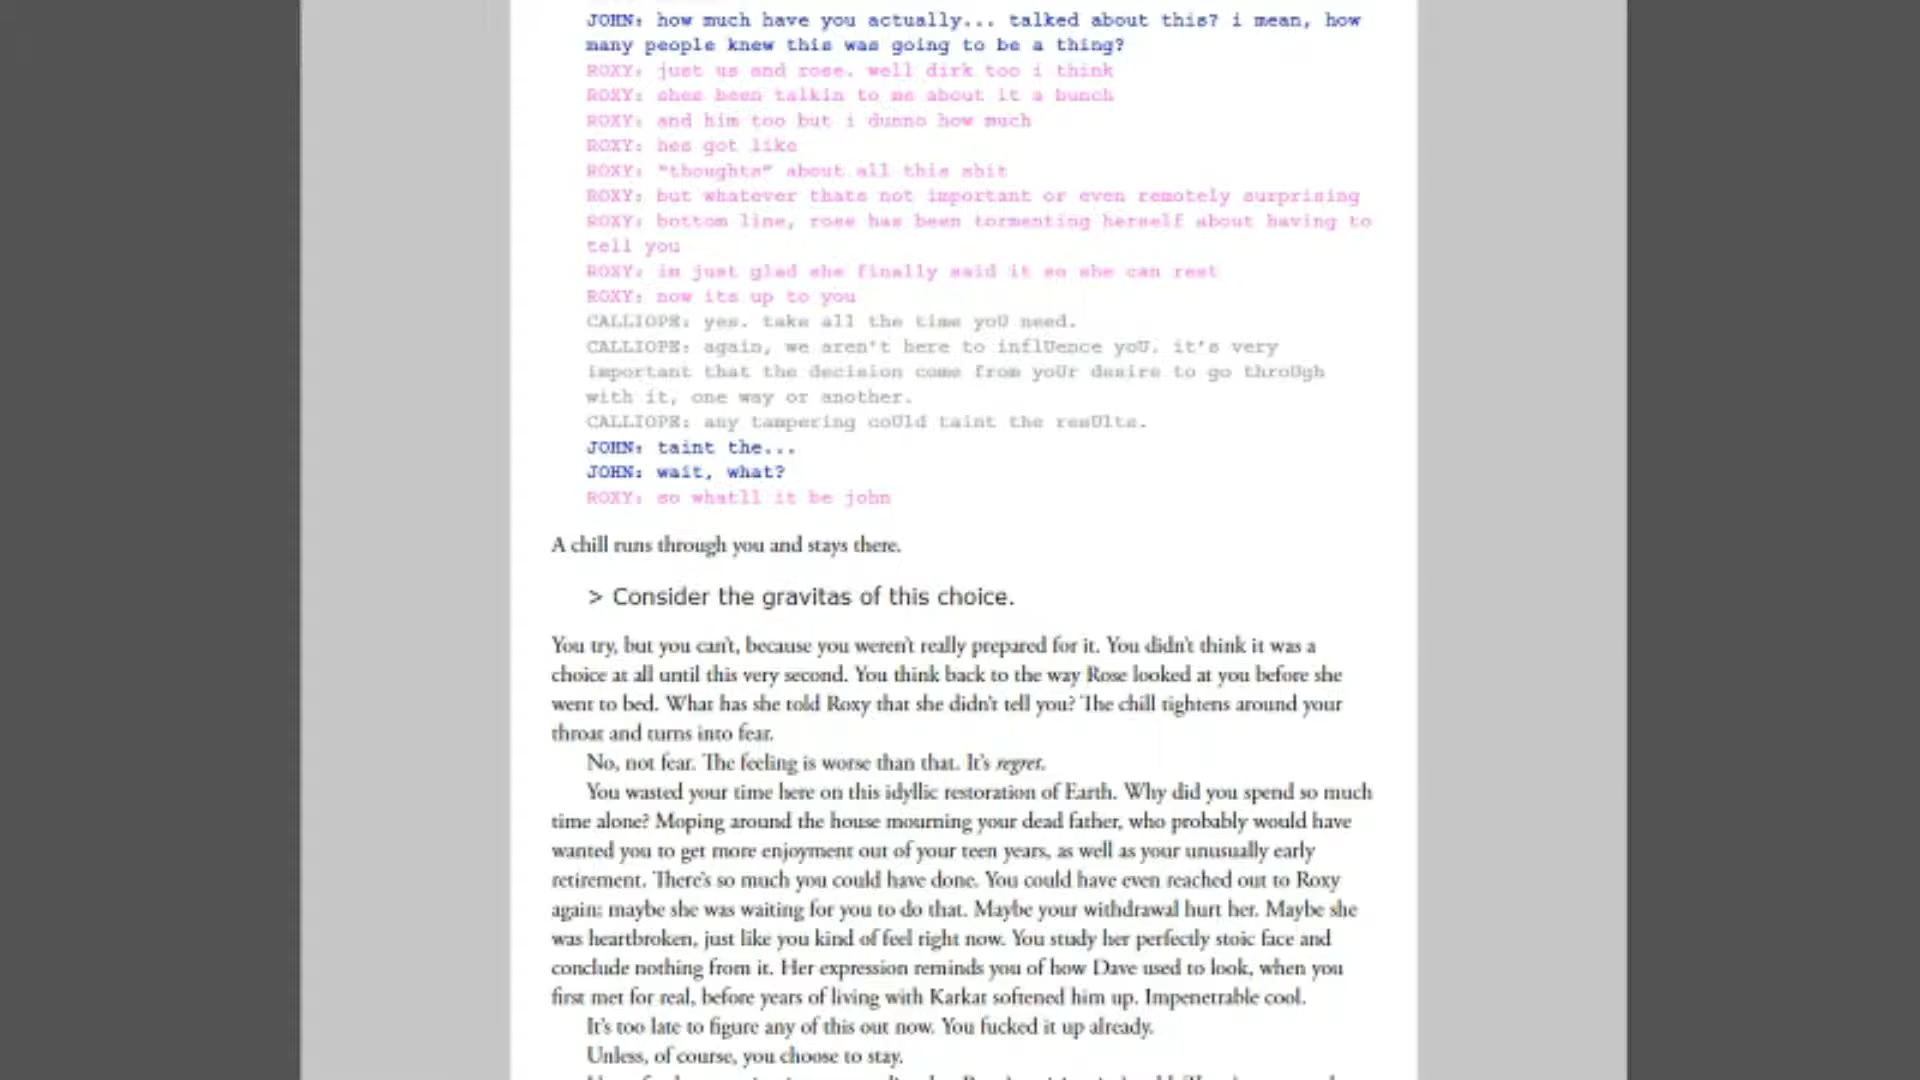 JOHN: how much have you actually... talked about this? i mean, how
many people knew this was going to be a thing?
ROXY: just us and rose. well dirk too i think
ROXY: shes been talkin to me about it a bunch
ROXY: and him too but i dunno how much
ROXY: hes got like
ROXY: "thoughts" about all this shit
ROXY: but whatever thats not important or even remotely surprising
ROXY: bottom line, rose has been tormenting herself about having to
tell you
ROXY: im just glad she finally said it so she can rest
ROXY: now its up to you
CALLIOPE: yes. take all the time yoU need.
CALLIOPE: again, we aren't here to inflUence yoU. it's very
important that the decision come from yoUr desire to go throUgh
with it, one way or another.
CALLIOPE: any tampering coUld taint the resUlts.
JOHN: taint the...
JOHN: wait, what?
ROXY: so whatll it be john
A chill runs through you and stays there.
> Consider the gravitas of this choice.
You try, but you can't, because you weren't really prepared for it. You didn't think it was a
choice at all until this very second. You think back to the way Rose looked at you before she
went to bed. What has she told Roxy that she didn't tell you? The chill tightens around your
throat and turns into fear.
No, not fear. The feeling is worse than that. It's regret.
You wasted your time here on this idyllic restoration of Earth. Why did you spend so much
time alone? Moping around the house mourning your dead father, who probably would have
wanted you to get more enjoyment out of your teen years, as well as your unusually early
retirement. There's so much you could have done. You could have even reached out to Roxy
again; maybe she was waiting for you to do that. Maybe your withdrawal hurt her. Maybe she
was heartbroken, just like you kind of feel right now. You study her perfectly stoic face and
conclude nothing from it. Her expression reminds you of how Dave used to look, when you
first met for real, before years of living with Karkat softened him up. Impenetrable cool.
It's too late to figure any of this out now. You fucked it up already.
Unless, of course, you choose to stay.